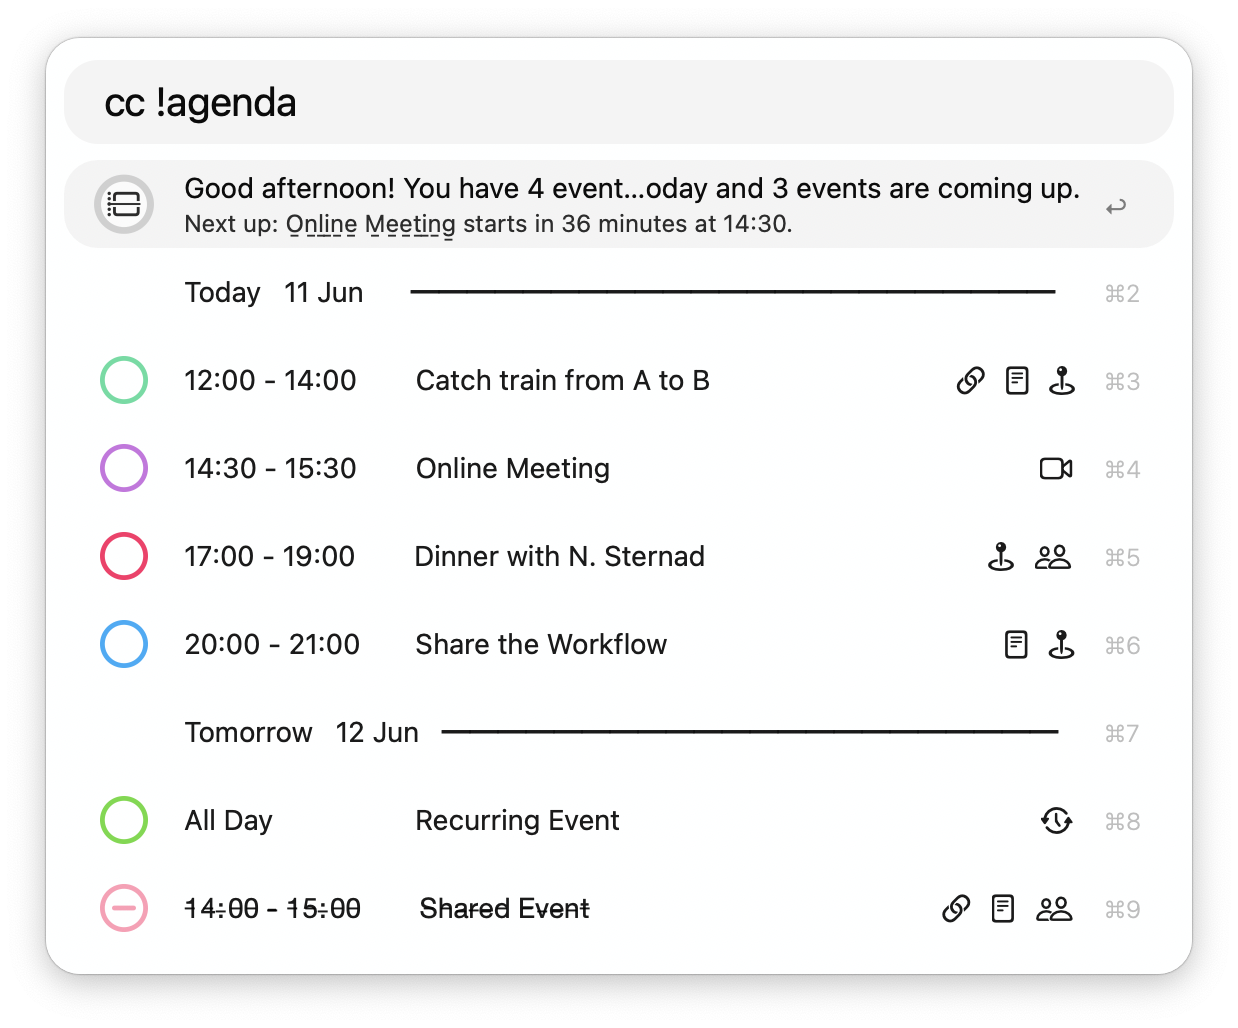 cc !agenda
Good afternoon! You have 4 event...oday and 3 events are coming up.
Next up: Online Meeting starts in 36 minutes at 14:30.
Today 11 Jun ⌘2
12:00 - 14:00 Catch train from A to B ⌘3
14:30 - 15:30 Online Meeting ⌘4
17:00 - 19:00 Dinner with N. Sternad ⌘5
20:00 - 21:00 Share the Workflow ⌘6
Tomorrow 12 Jun ⌘7
All Day Recurring Event ⌘8
14:00 - 15:00 Shared Event ⌘9